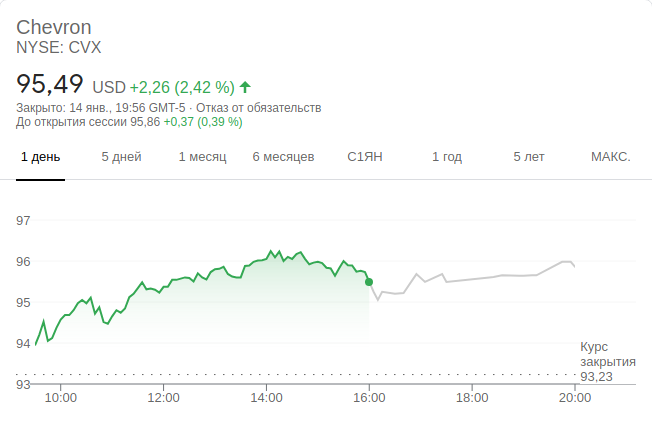 Chevron
NYSE: CVX
95,49 USD +2,26 (2,42 %)
Закрыто: 14 янв., 19:56 GMT-5 · Отказ от обязательств
До открытия сессии 95,86 +0,37 (0,39 %)
1 день 5 дней 1 месяц 6 месяцев С1ЯН 1 год 5 лет МАКС.
97
96
95
94
Курс
закрытия
93,23
93
10:00 12:00 14:00 16:00 18:00 20:00